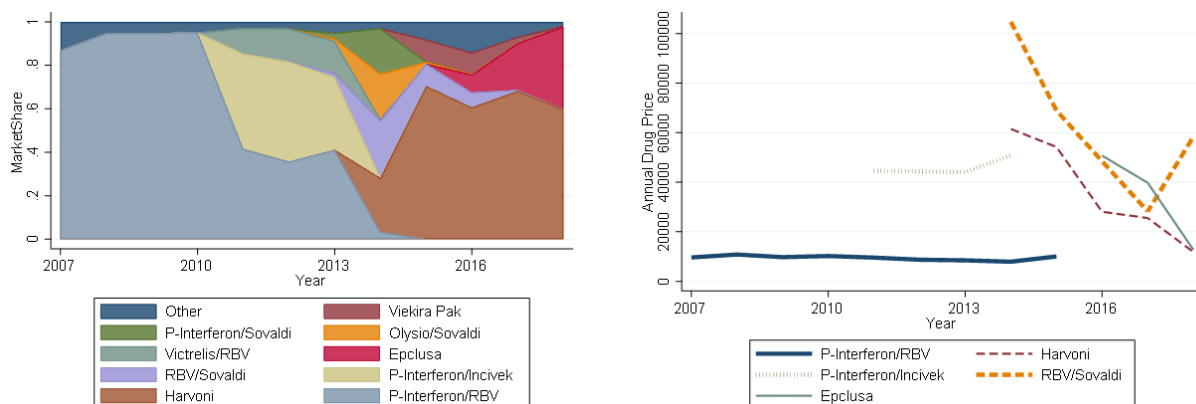 MarketShare
1
.8
.6
.4
.2
0
2007 2010 2013 2016
Year
Other Viekira Pak
P-Interferon/Sovaldi Olysio/Sovaldi
Victrelis/RBV Epclusa
RBV/Sovaldi P-Interferon/Incivek
Harvoni P-Interferon/RBV
Annual Drug Price
100000
80000
60000
40000
20000
0
2007 2010 2013 2016
Year
P-Interferon/RBV Harvoni
P-Interferon/Incivek RBV/Sovaldi
Epclusa